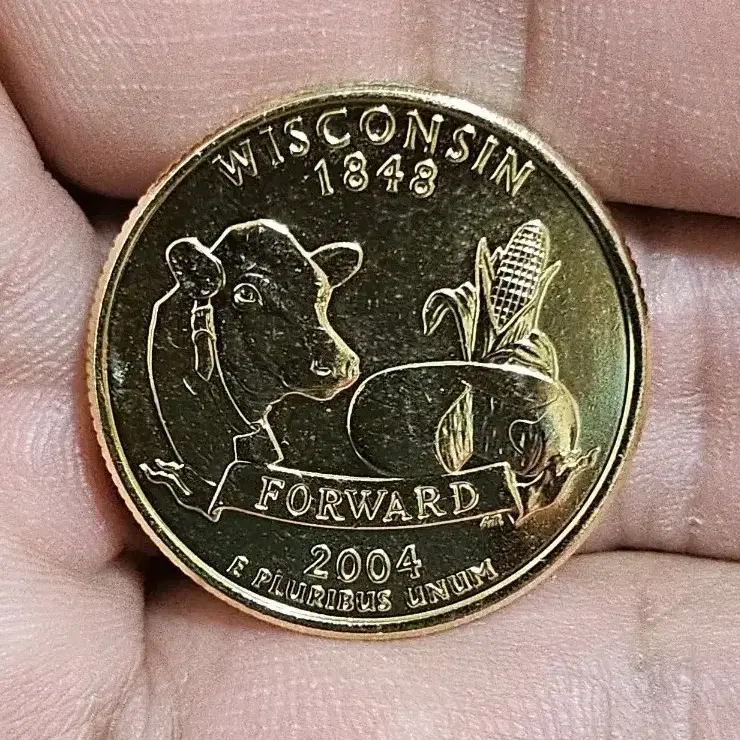 WISCONSIN
1848
FORWARD
2004
E PLURIBUS UNUM